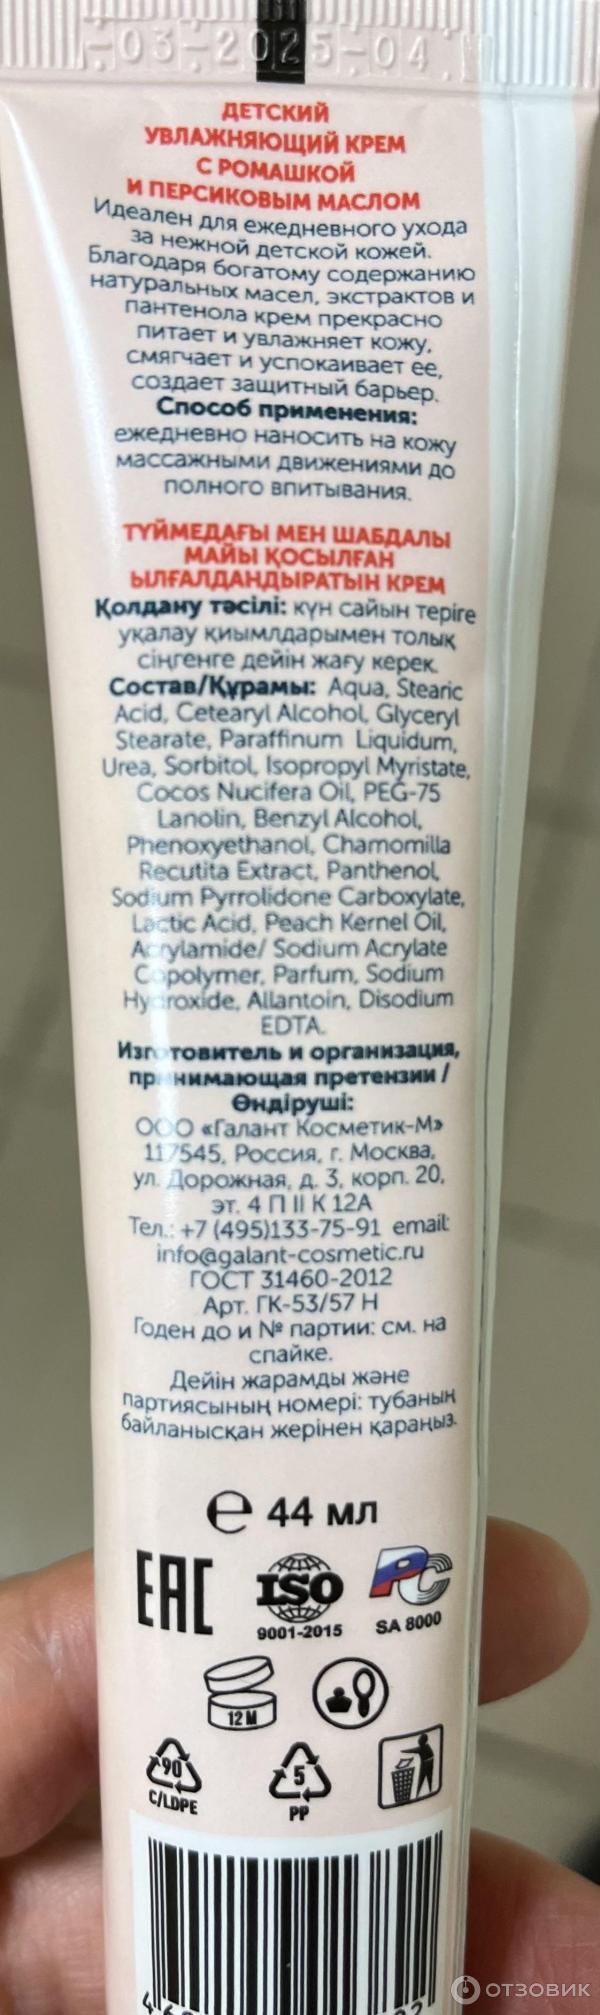 03 2025 04
ДЕТСКИЙ
УВЛАЖНЯЮЩИЙ КРЕМ
С РОМАШКОЙ
И ПЕРСИКОВЫМ МАСЛОМ
Идеален для ежедневного ухода
за нежной детской кожей.
Благодаря богатому содержанию
натуральных масел, экстрактов и
пантенола крем прекрасно
питает и увлажняет кожу,
смягчает и успокаивает ее,
создает защитный барьер.
Способ применения:
ежедневно наносить на кожу
массажными движениями до
полного впитывания.
ТҮЙМЕДАҒЫ МЕН ШАБДАЛЫ
МАЙЫ ҚОСЫЛҒАН
ЫЛҒАЛДАНДЫРАТЫН КРЕМ
Қолдану тәсілі: күн сайын теріге
уқалау қиымлдарымен толық
сіңгенге дейін жағу керек.
Состав/Құрамы: Aqua, Stearic
Acid, Cetearyl Alcohol, Glyceryl
Stearate, Paraffinum Liquidum,
Urea, Sorbitol, Isopropyl Myristate,
Cocos Nucifera Oil, PEG-75
Lanolin, Benzyl Alcohol,
Phenoxyethanol, Chamomilla
Recutita Extract, Panthenol,
Sodium Pyrrolidone Carboxylate,
Lactic Acid, Peach Kernel Oil,
Acrylamide/ Sodium Acrylate
Copolymer, Parfum, Sodium
Hydroxide, Allantoin, Disodium
EDTA.
Изготовитель и организация,
принимающая претензии /
Өндіруші:
ООО «Галант Косметик-М»
117545, Россия, г. Москва,
ул. Дорожная, д. 3, корп. 20,
эт. 4 П II К 12А
Тел.: +7 (495)133-75-91 email:
info@galant-cosmetic.ru
ГОСТ 31460-2012
Арт. ГК-53/57 Н
Годен до и № партии: см. на
спайке.
Дейін жарамды және
партиясының номері: тубаның
байланысқан жерінен қараңыз.
℮ 44 мл
EAC ISO РС
9001-2015 SA 8000
12 M
90 5
C/LDPE PP
ОТЗОВИК